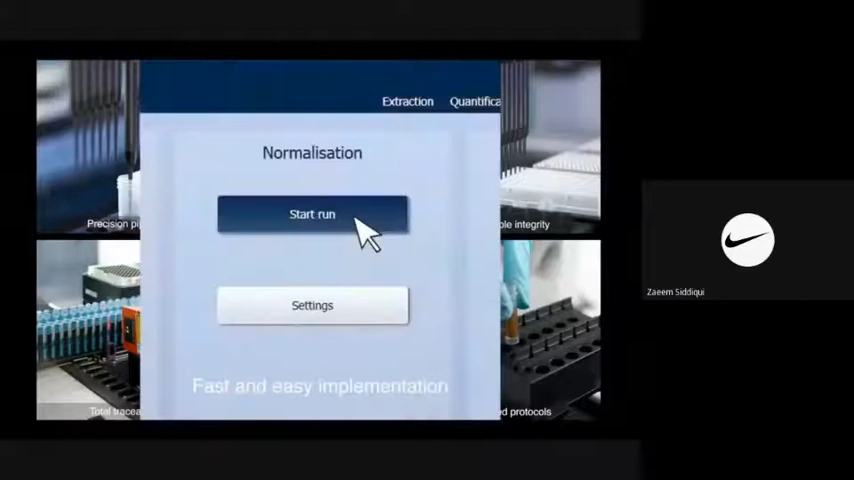 Extraction Quantifica
Normalisation
Start run
Precision pi
ple integrity
Zaeem Siddiqui
Settings
Fast and easy implementation
Total tracea
ed protocols